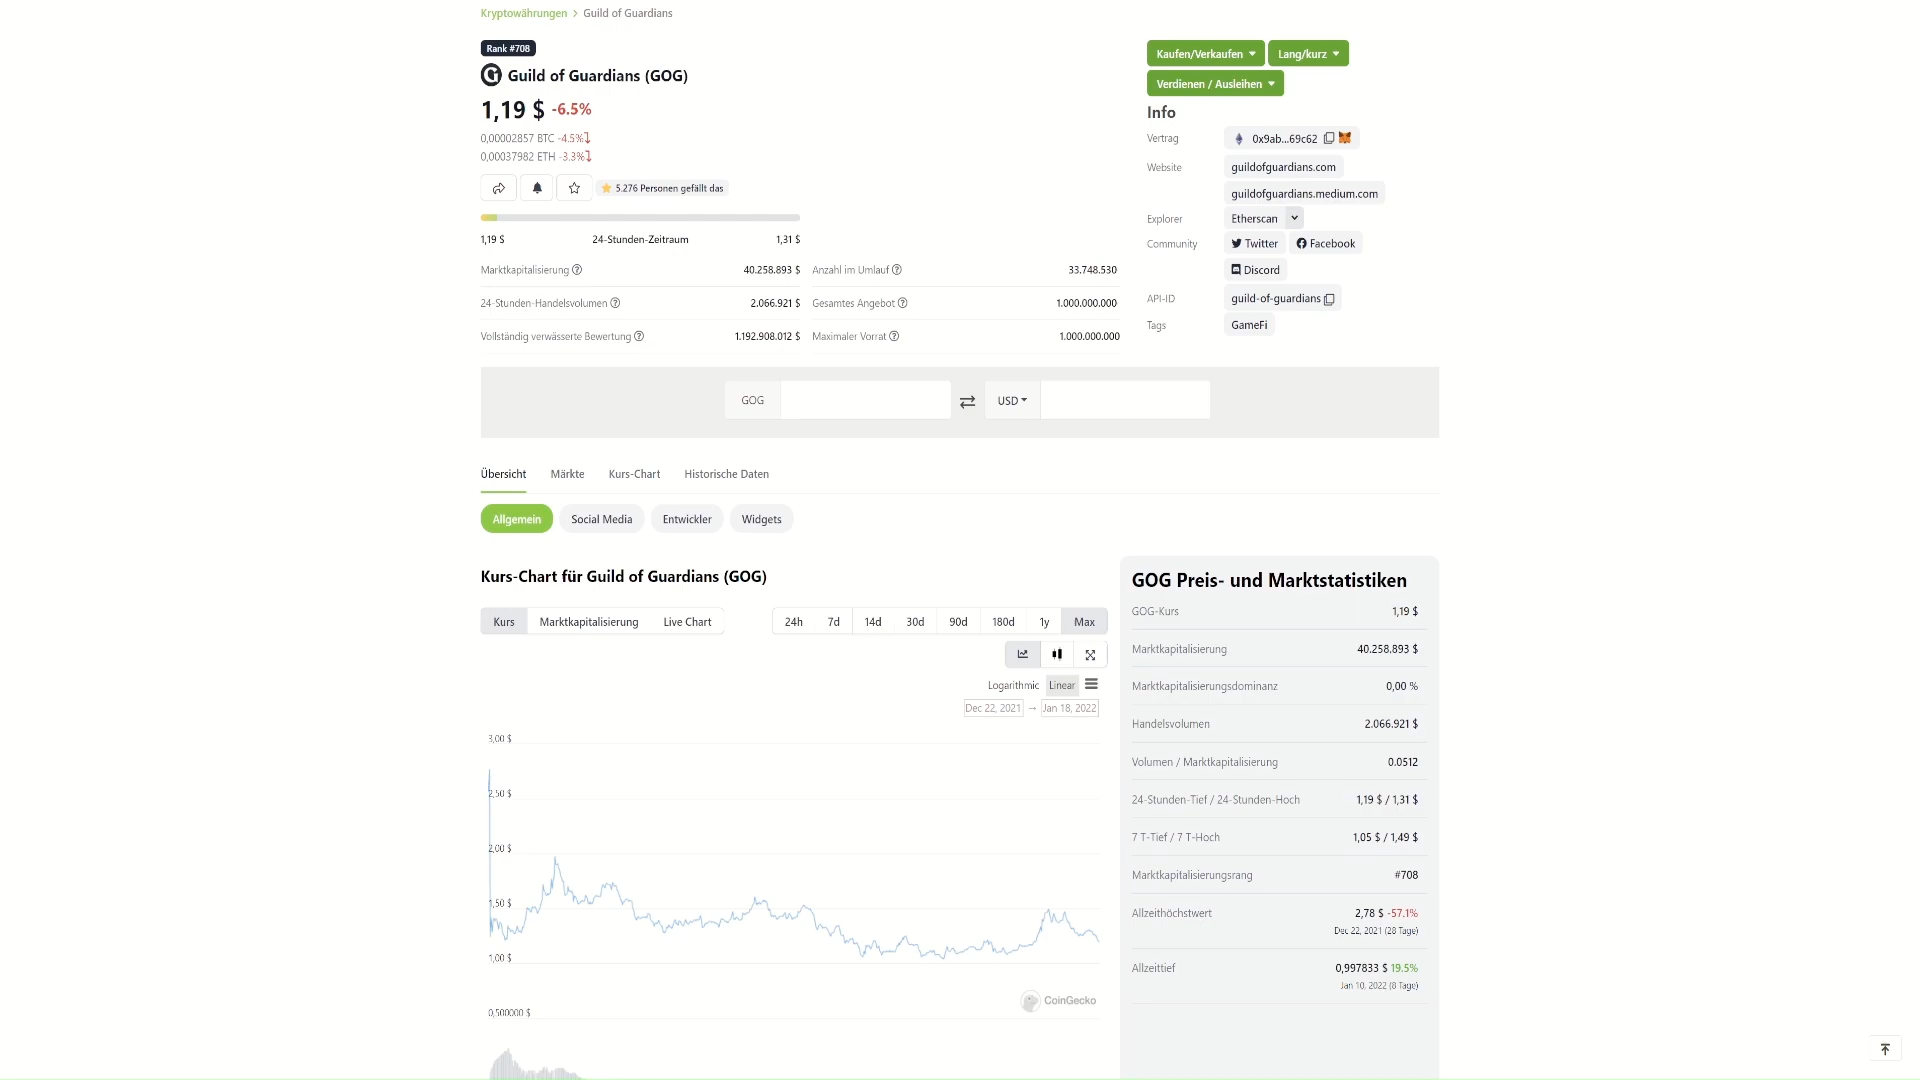 Kryptowährungen > Guild of Guardians
Rank #708
Guild of Guardians (GOG)
1,19 $ -6.5%
0,00002857 BTC -4.5%
0,00037982 ETH -3.3%
5.276 Personen gefällt das
1,19 $ 24-Stunden-Zeitraum 1,31 $
Marktkapitalisierung 40.258.893 $
24-Stunden-Handelsvolumen 2.066.921 $
Vollständig verwässerte Bewertung 1.192.908.012 $
Anzahl im Umlauf 33.748.530
Gesamtes Angebot 1.000.000.000
Maximaler Vorrat 1.000.000.000
Kaufen/Verkaufen Lang/kurz
Verdienen / Ausleihen
Info
Vertrag 0x9ab...69c62
Website guildofguardians.com
guildofguardians.medium.com
Explorer Etherscan
Community Twitter Facebook
Discord
API-ID guild-of-guardians
Tags GameFi
GOG USD
Übersicht Märkte Kurs-Chart Historische Daten
Allgemein Social Media Entwickler Widgets
Kurs-Chart für Guild of Guardians (GOG)
Kurs Marktkapitalisierung Live Chart 24h 7d 14d 30d 90d 180d 1y Max
Logarithmic Linear
Dec 22, 2021 → Jan 18, 2022
3,00 $
2,50 $
2,00 $
1,50 $
1,00 $
0,500000 $
CoinGecko
GOG Preis- und Marktstatistiken
GOG-Kurs 1,19 $
Marktkapitalisierung 40.258.893 $
Marktkapitalisierungsdominanz 0,00 %
Handelsvolumen 2.066.921 $
Volumen / Marktkapitalisierung 0.0512
24-Stunden-Tief / 24-Stunden-Hoch 1,19 $ / 1,31 $
7 T-Tief / 7 T-Hoch 1,05 $ / 1,49 $
Marktkapitalisierungsrang #708
Allzeithöchstwert 2,78 $ -57.1%
Dec 22, 2021 (28 Tage)
Allzeittief 0,997833 $ 19.5%
Jan 10, 2022 (8 Tage)